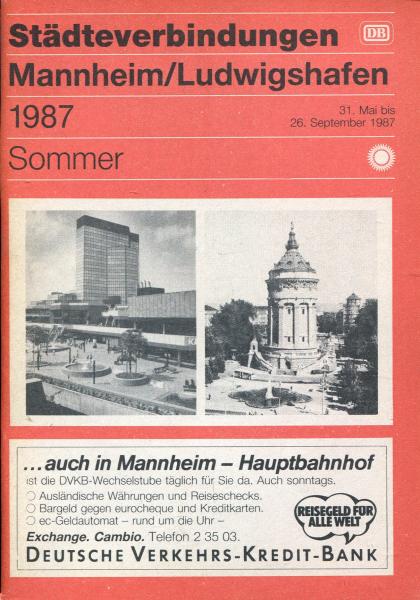 Städteverbindungen
DB
Mannheim/Ludwigshafen
1987
31. Mai bis
26. September 1987
Sommer
...auch in Mannheim – Hauptbahnhof
ist die DVKB-Wechselstube täglich für Sie da. Auch sonntags.
Ausländische Währungen und Reiseschecks.
Bargeld gegen eurocheque und Kreditkarten.
ec-Geldautomat – rund um die Uhr –
Exchange. Cambio. Telefon 2 35 03.
REISEGELD FÜR
ALLE WELT
DEUTSCHE VERKEHRS-KREDIT-BANK